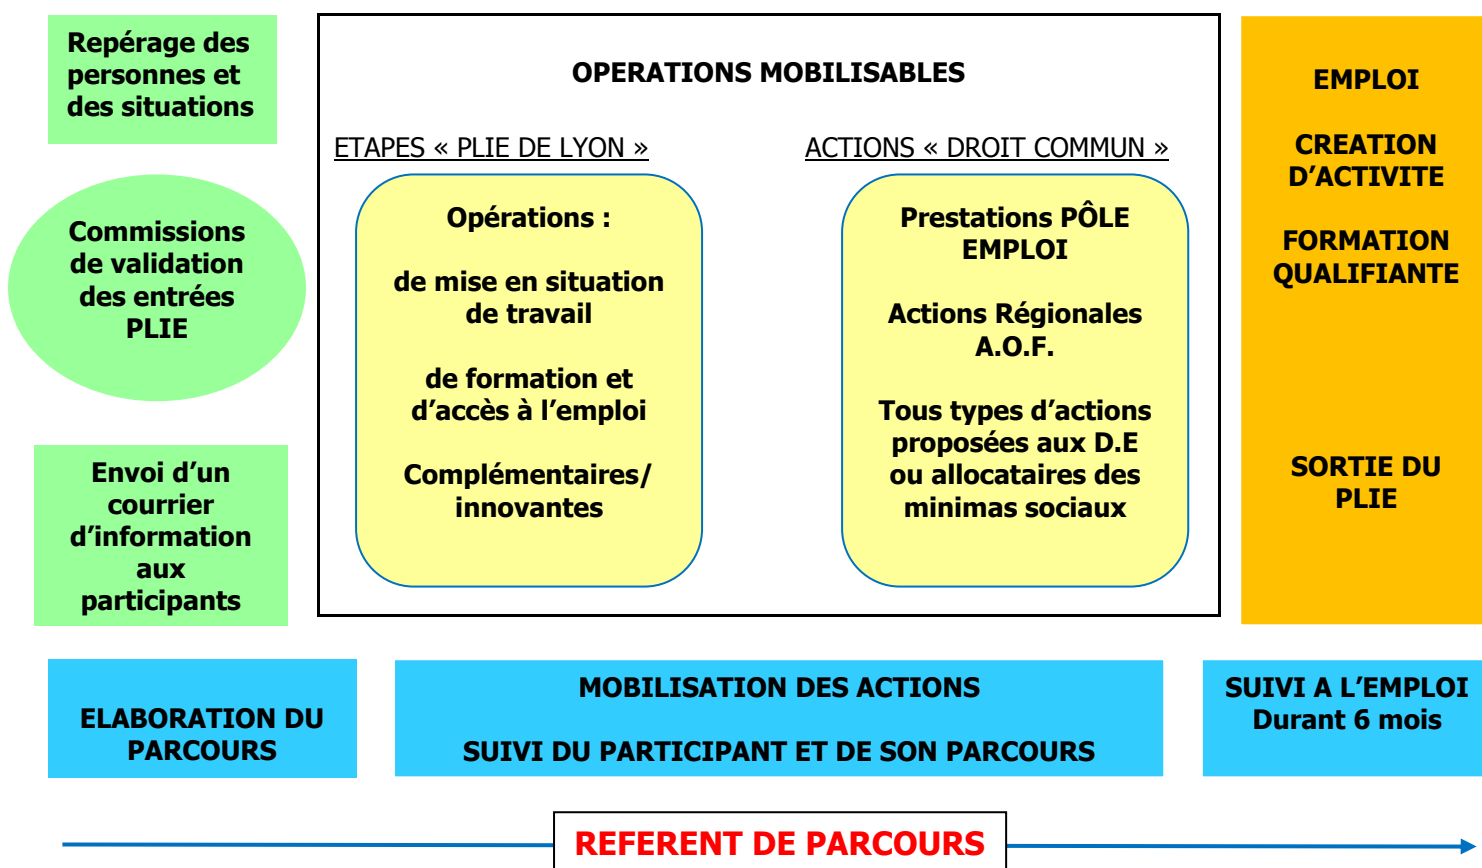 Repérage des
personnes et
des situations
Commissions
de validation
des entrées
PLIE
Envoi d’un
courrier
d’information
aux
participants
OPERATIONS MOBILISABLES
ETAPES « PLIE DE LYON »
Opérations :
de mise en situation
de travail
de formation et
d’accès à l’emploi
Complémentaires/
innovantes
ACTIONS « DROIT COMMUN »
Prestations PÔLE
EMPLOI
Actions Régionales
A.O.F.
Tous types d’actions
proposées aux D.E
ou allocataires des
minimas sociaux
EMPLOI
CREATION
D’ACTIVITE
FORMATION
QUALIFIANTE
SORTIE DU
PLIE
ELABORATION DU
PARCOURS
MOBILISATION DES ACTIONS
SUIVI DU PARTICIPANT ET DE SON PARCOURS
SUIVI A L’EMPLOI
Durant 6 mois
REFERENT DE PARCOURS